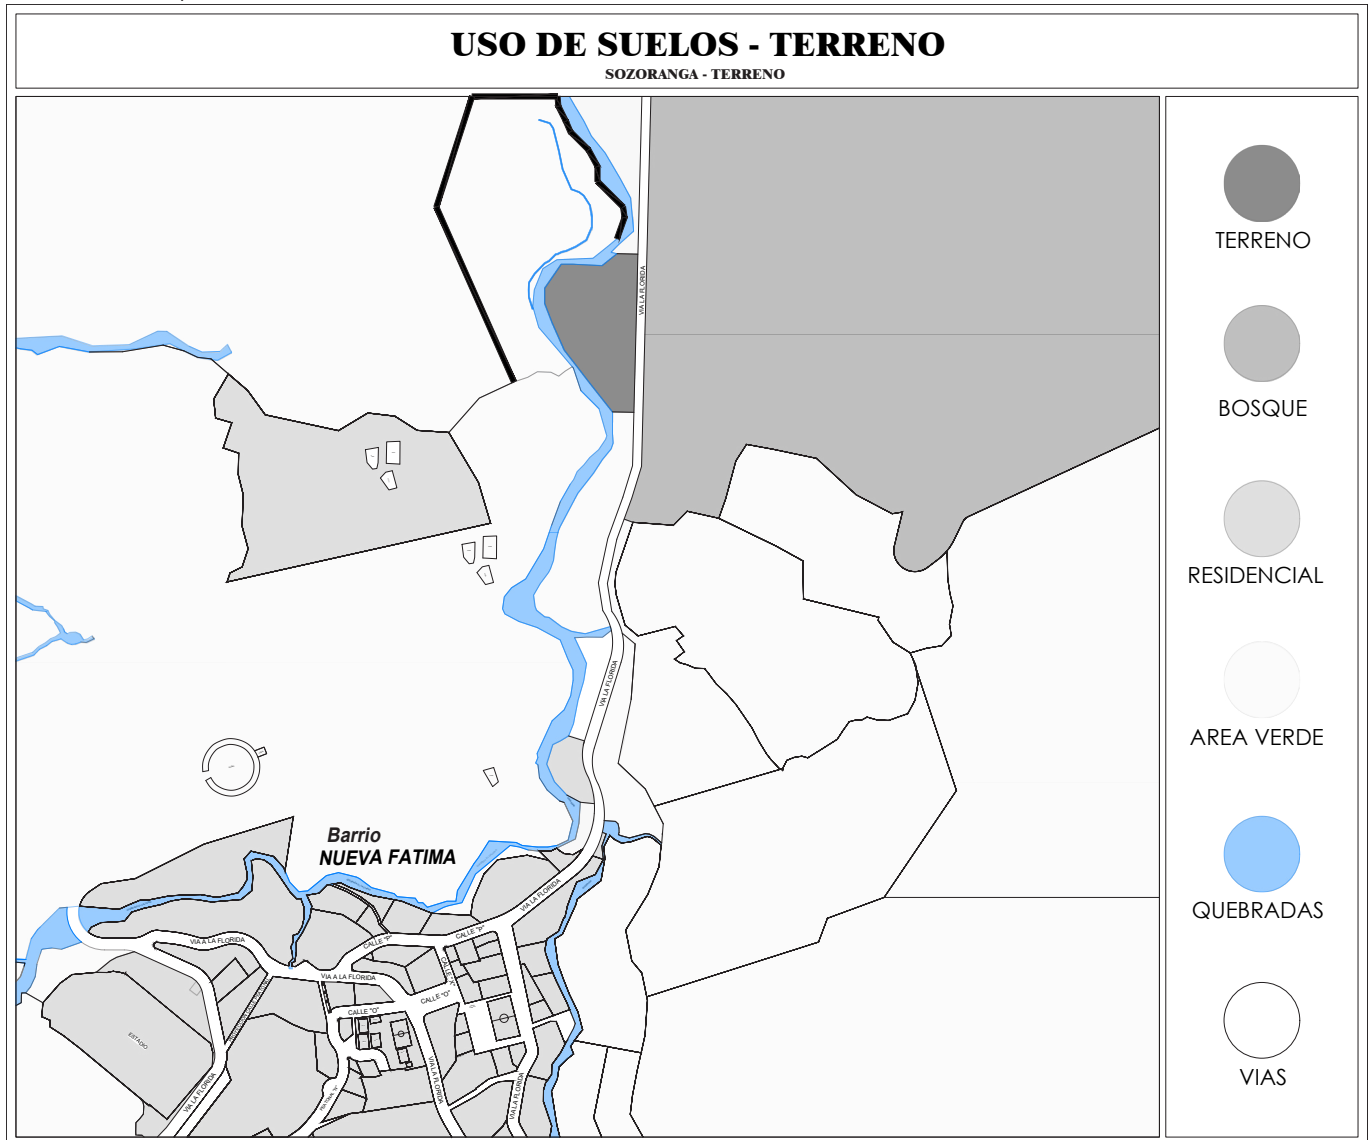 USO DE SUELOS - TERRENO
SOZORANGA - TERRENO
TERRENO
BOSQUE
RESIDENCIAL
AREA VERDE
QUEBRADAS
VIAS
VIA LA FLORIDA
VIA LA FLORIDA
Barrio
NUEVA FATIMA
VIA LA FLORIDA
VIA A LA FLORIDA
CALLE "A"
CALLE "P"
VIA A LA FLORIDA
CALLE "K"
CALLE "O"
CALLE "O"
ESTADIO
VIA LA FLORIDA
VIA LA FLORIDA
VIA LA FLORIDA